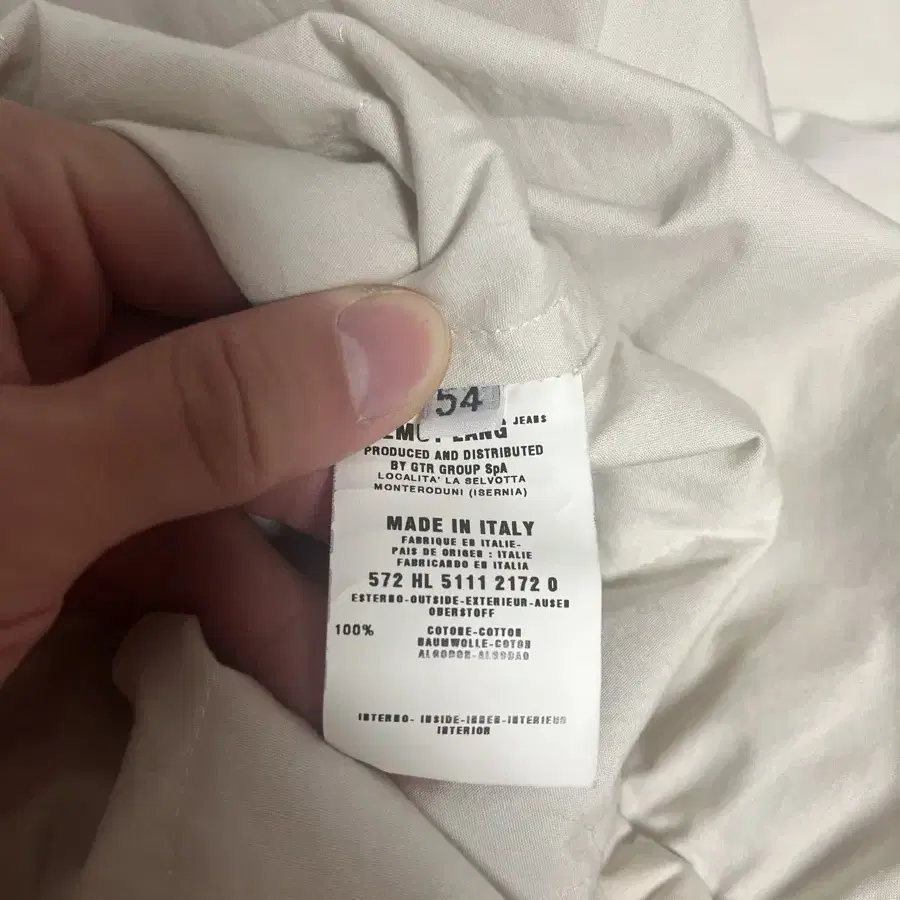 54
JEANS
LANG
PRODUCED AND DISTRIBUTED
BY GTR GROUP SpA
LOCALITA' LA SELVOTTA
MONTERODUNI (ISERNIA)
MADE IN ITALY
FABRIQUE EN ITALIE-
PAIS DE ORIGEN : ITALIE
FABRICANDO EN ITALIA
572 HL 5111 2172 0
ESTERNO-OUTSIDE-EXTERIEUR-AUSEN
OBERSTOFF
100% COTONE-COTTON
BAUMWOLLE-COTON
ALGODON-ALGODAO
INTERNO- INSIDE-INNEN-INTERIEUR
INTERIOR